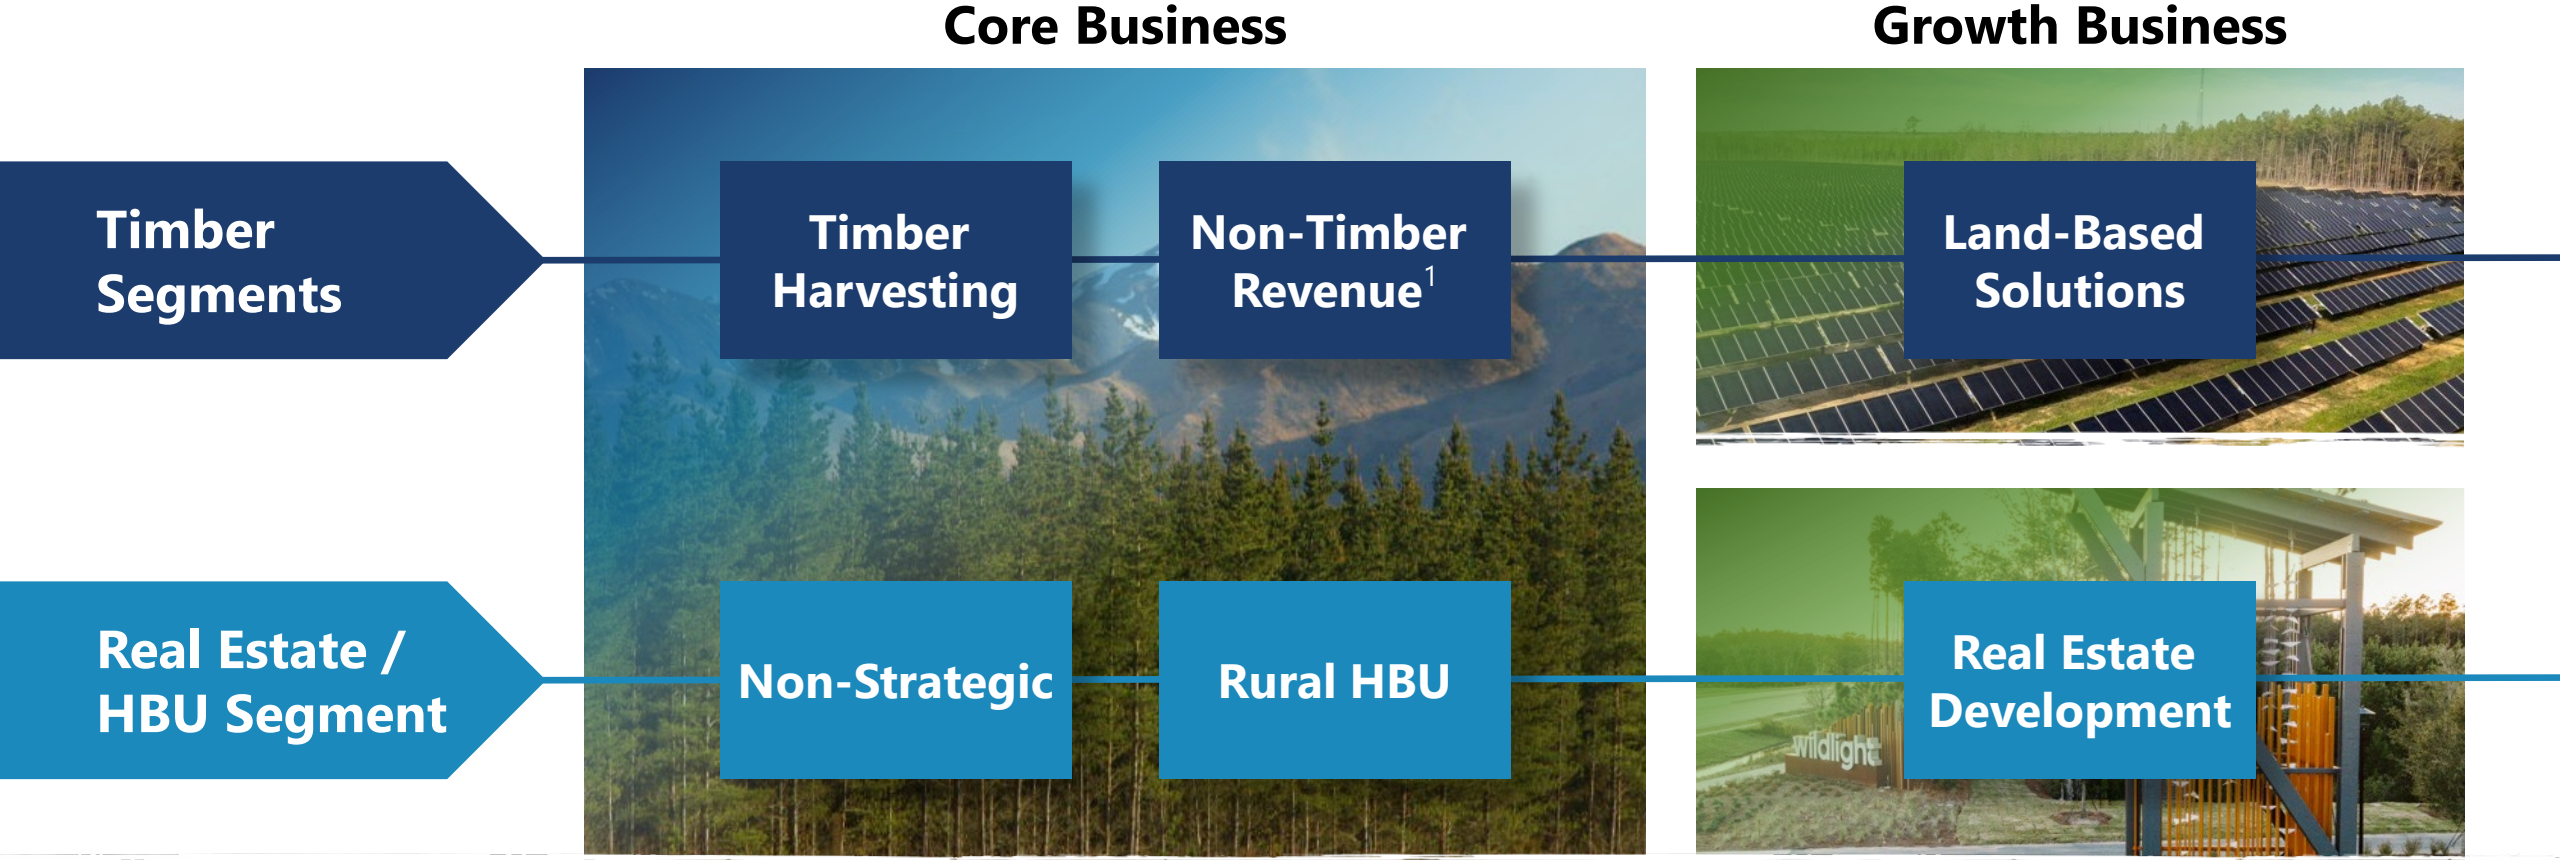 Core Business
Growth Business
Timber
Segments
Timber
Harvesting
Non-Timber
Revenue¹
Land-Based
Solutions
Real Estate /
HBU Segment
Non-Strategic
Rural HBU
Real Estate
Development
wildlight